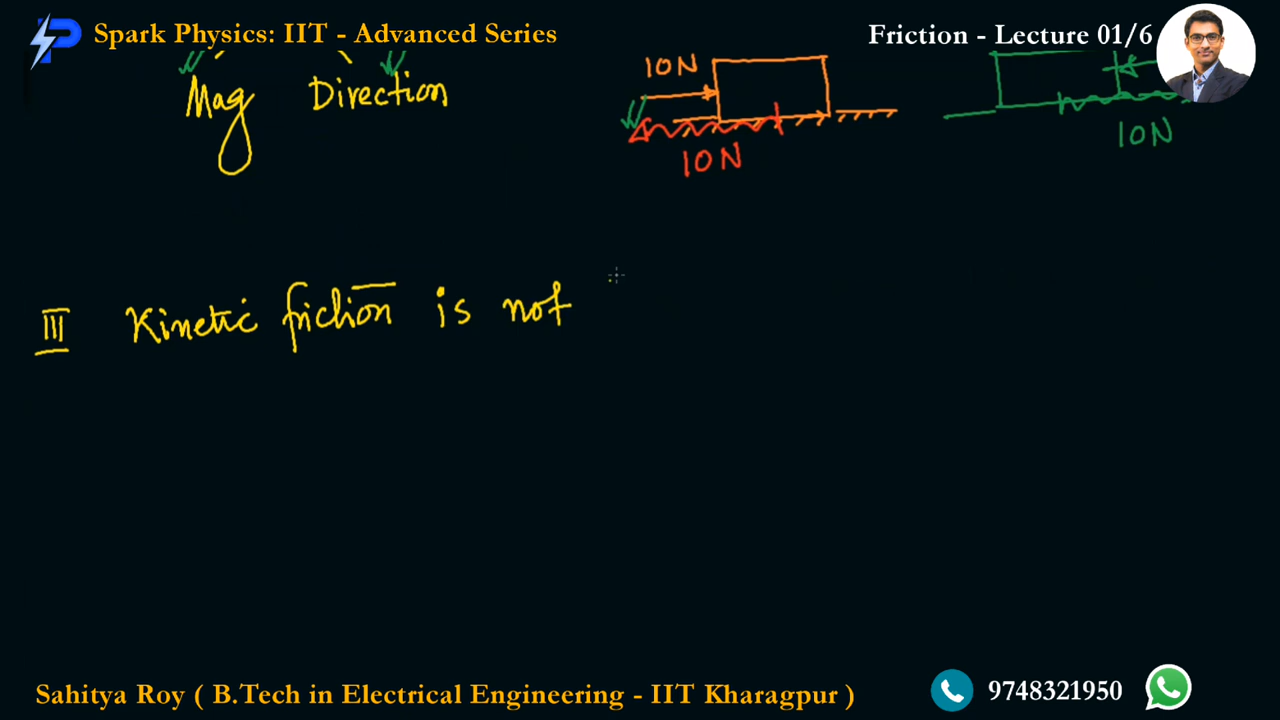 Spark Physics: IIT - Advanced Series
Friction - Lecture 01/6
Mag Direction
10N
10N
10N
III Kinetic friction is not
Sahitya Roy ( B.Tech in Electrical Engineering - IIT Kharagpur )
9748321950